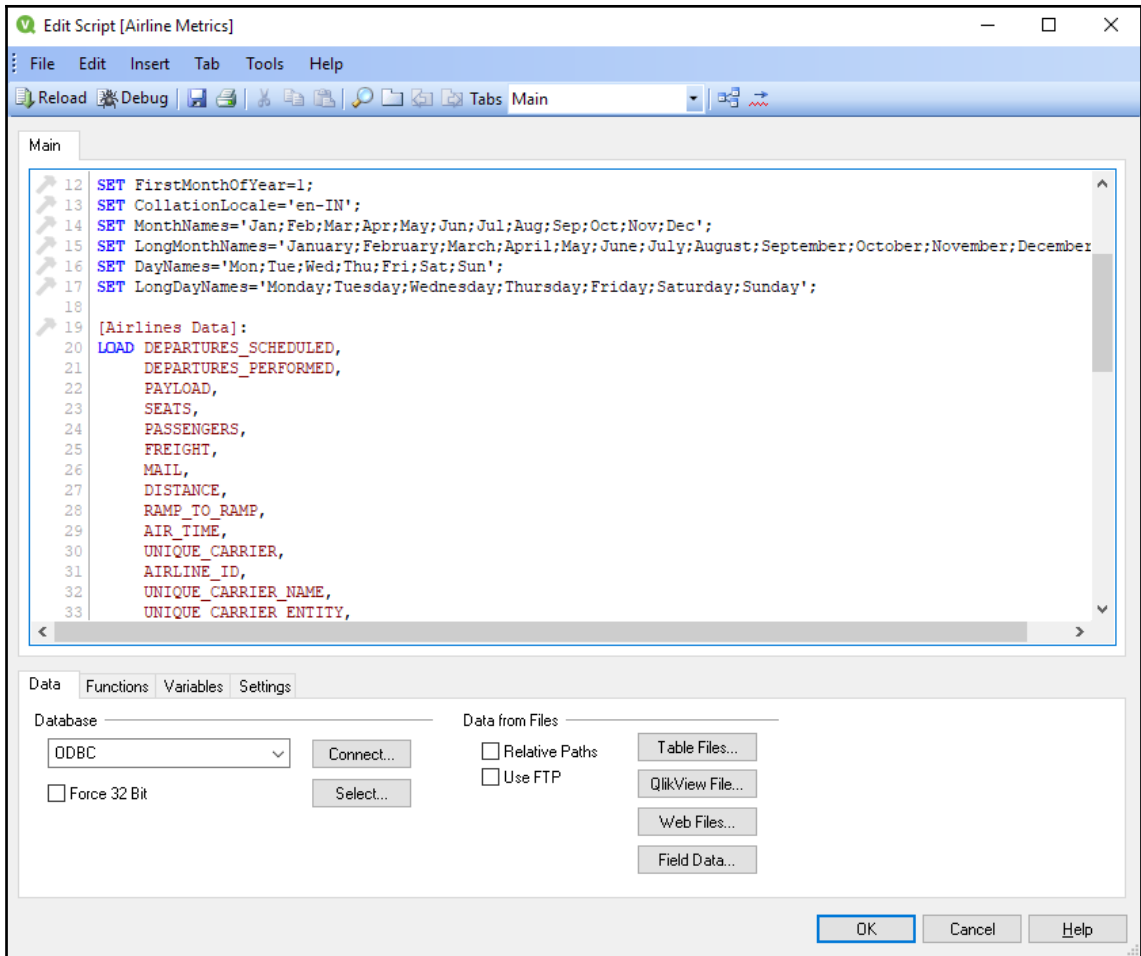 Edit Script [Airline Metrics]
File Edit Insert Tab Tools Help
Reload Debug Tabs Main
Main
12 SET FirstMonthOfYear=1;
13 SET CollationLocale='en-IN';
14 SET MonthNames='Jan;Feb;Mar;Apr;May;Jun;Jul;Aug;Sep;Oct;Nov;Dec';
15 SET LongMonthNames='January;February;March;April;May;June;July;August;September;October;November;December
16 SET DayNames='Mon;Tue;Wed;Thu;Fri;Sat;Sun';
17 SET LongDayNames='Monday;Tuesday;Wednesday;Thursday;Friday;Saturday;Sunday';
18
19 [Airlines Data]:
20 LOAD DEPARTURES_SCHEDULED,
21 DEPARTURES_PERFORMED,
22 PAYLOAD,
23 SEATS,
24 PASSENGERS,
25 FREIGHT,
26 MAIL,
27 DISTANCE,
28 RAMP_TO_RAMP,
29 AIR_TIME,
30 UNIQUE_CARRIER,
31 AIRLINE_ID,
32 UNIQUE_CARRIER_NAME,
33 UNIQUE_CARRIER_ENTITY,
Data Functions Variables Settings
Database Data from Files
ODBC Connect... Relative Paths Table Files...
Force 32 Bit Select... Use FTP QlikView File...
Web Files...
Field Data...
OK Cancel Help